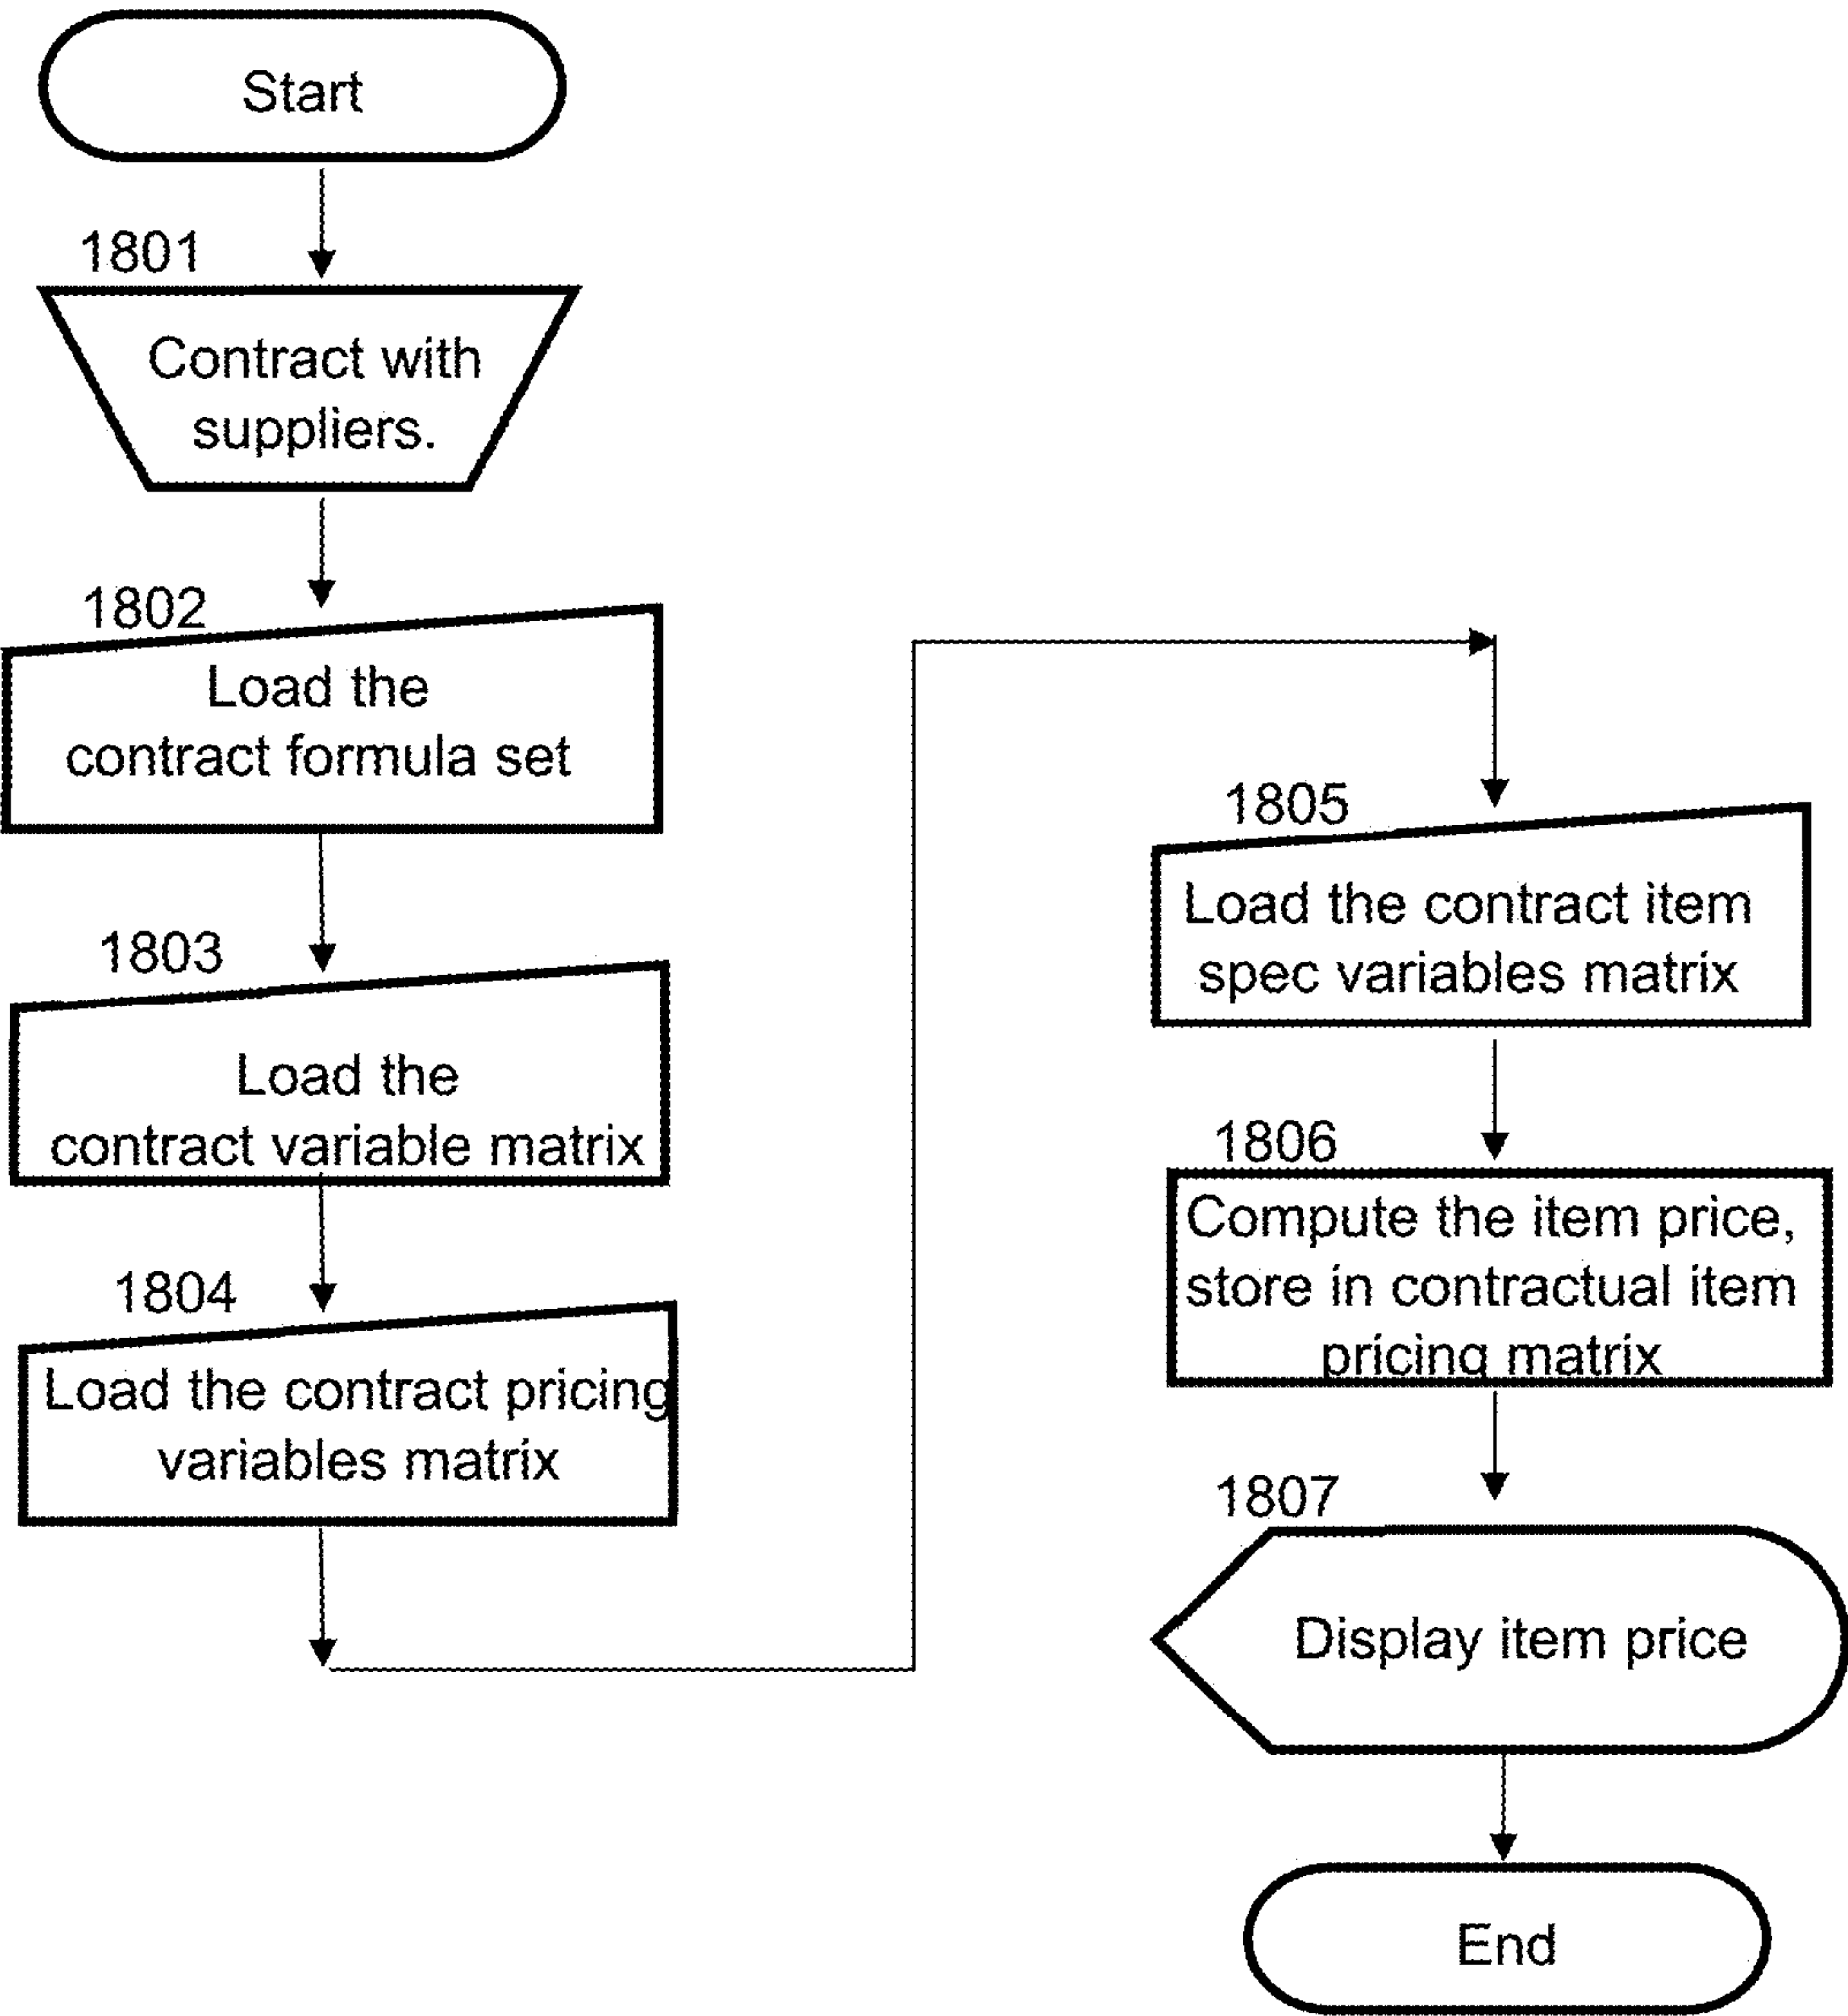 Start
1801
Contract with
suppliers.
1802
Load the
contract formula set
1803
Load the
contract variable matrix
1804
Load the contract pricing
variables matrix
1805
Load the contract item
spec variables matrix
1806
Compute the item price,
store in contractual item
pricing matrix
1807
Display item price
End